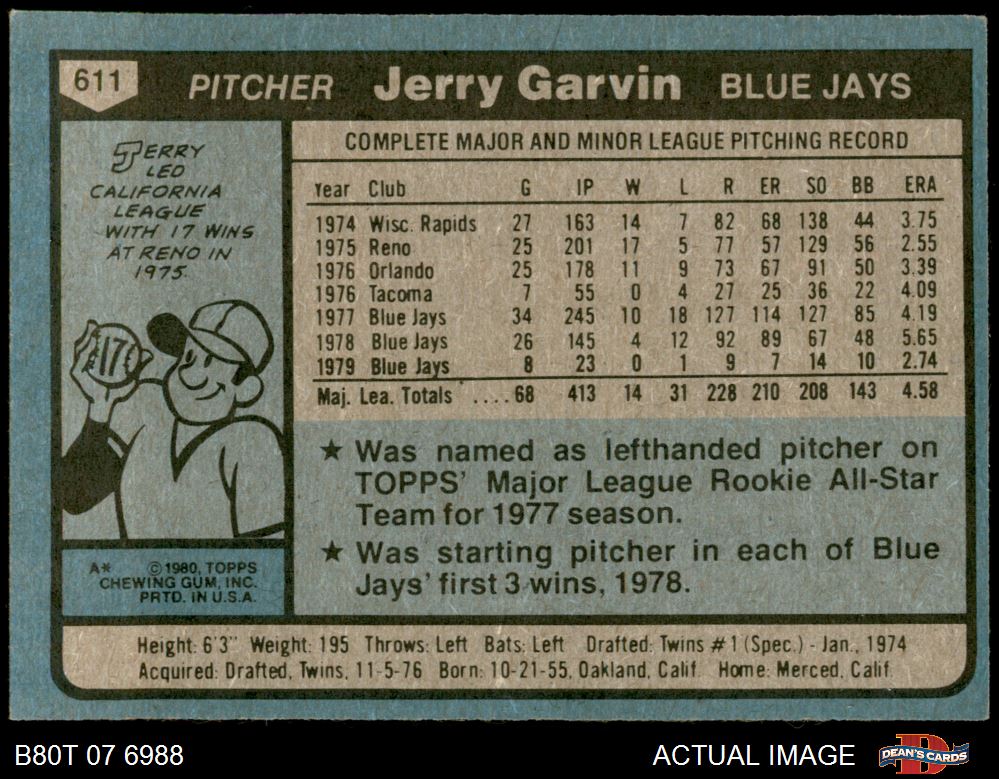 611 PITCHER Jerry Garvin BLUE JAYS
JERRY
LED
CALIFORNIA
LEAGUE
WITH 17 WINS
AT RENO IN
1975.
17
A* ©1980, TOPPS
CHEWING GUM, INC.
PRTD. IN U.S.A.
COMPLETE MAJOR AND MINOR LEAGUE PITCHING RECORD
Year Club G IP W L R ER SO BB ERA
1974 Wisc. Rapids 27 163 14 7 82 68 138 44 3.75
1975 Reno 25 201 17 5 77 57 129 56 2.55
1976 Orlando 25 178 11 9 73 67 91 50 3.39
1976 Tacoma 7 55 0 4 27 25 36 22 4.09
1977 Blue Jays 34 245 10 18 127 114 127 85 4.19
1978 Blue Jays 26 145 4 12 92 89 67 48 5.65
1979 Blue Jays 8 23 0 1 9 7 14 10 2.74
Maj. Lea. Totals ....68 413 14 31 228 210 208 143 4.58
★ Was named as lefthanded pitcher on
TOPPS' Major League Rookie All-Star
Team for 1977 season.
★ Was starting pitcher in each of Blue
Jays' first 3 wins, 1978.
Height: 6'3" Weight: 195 Throws: Left Bats: Left Drafted: Twins #1 (Spec.) - Jan., 1974
Acquired: Drafted, Twins, 11-5-76 Born: 10-21-55, Oakland, Calif. Home: Merced, Calif.
B80T 07 6988 ACTUAL IMAGE D DEAN'S CARDS